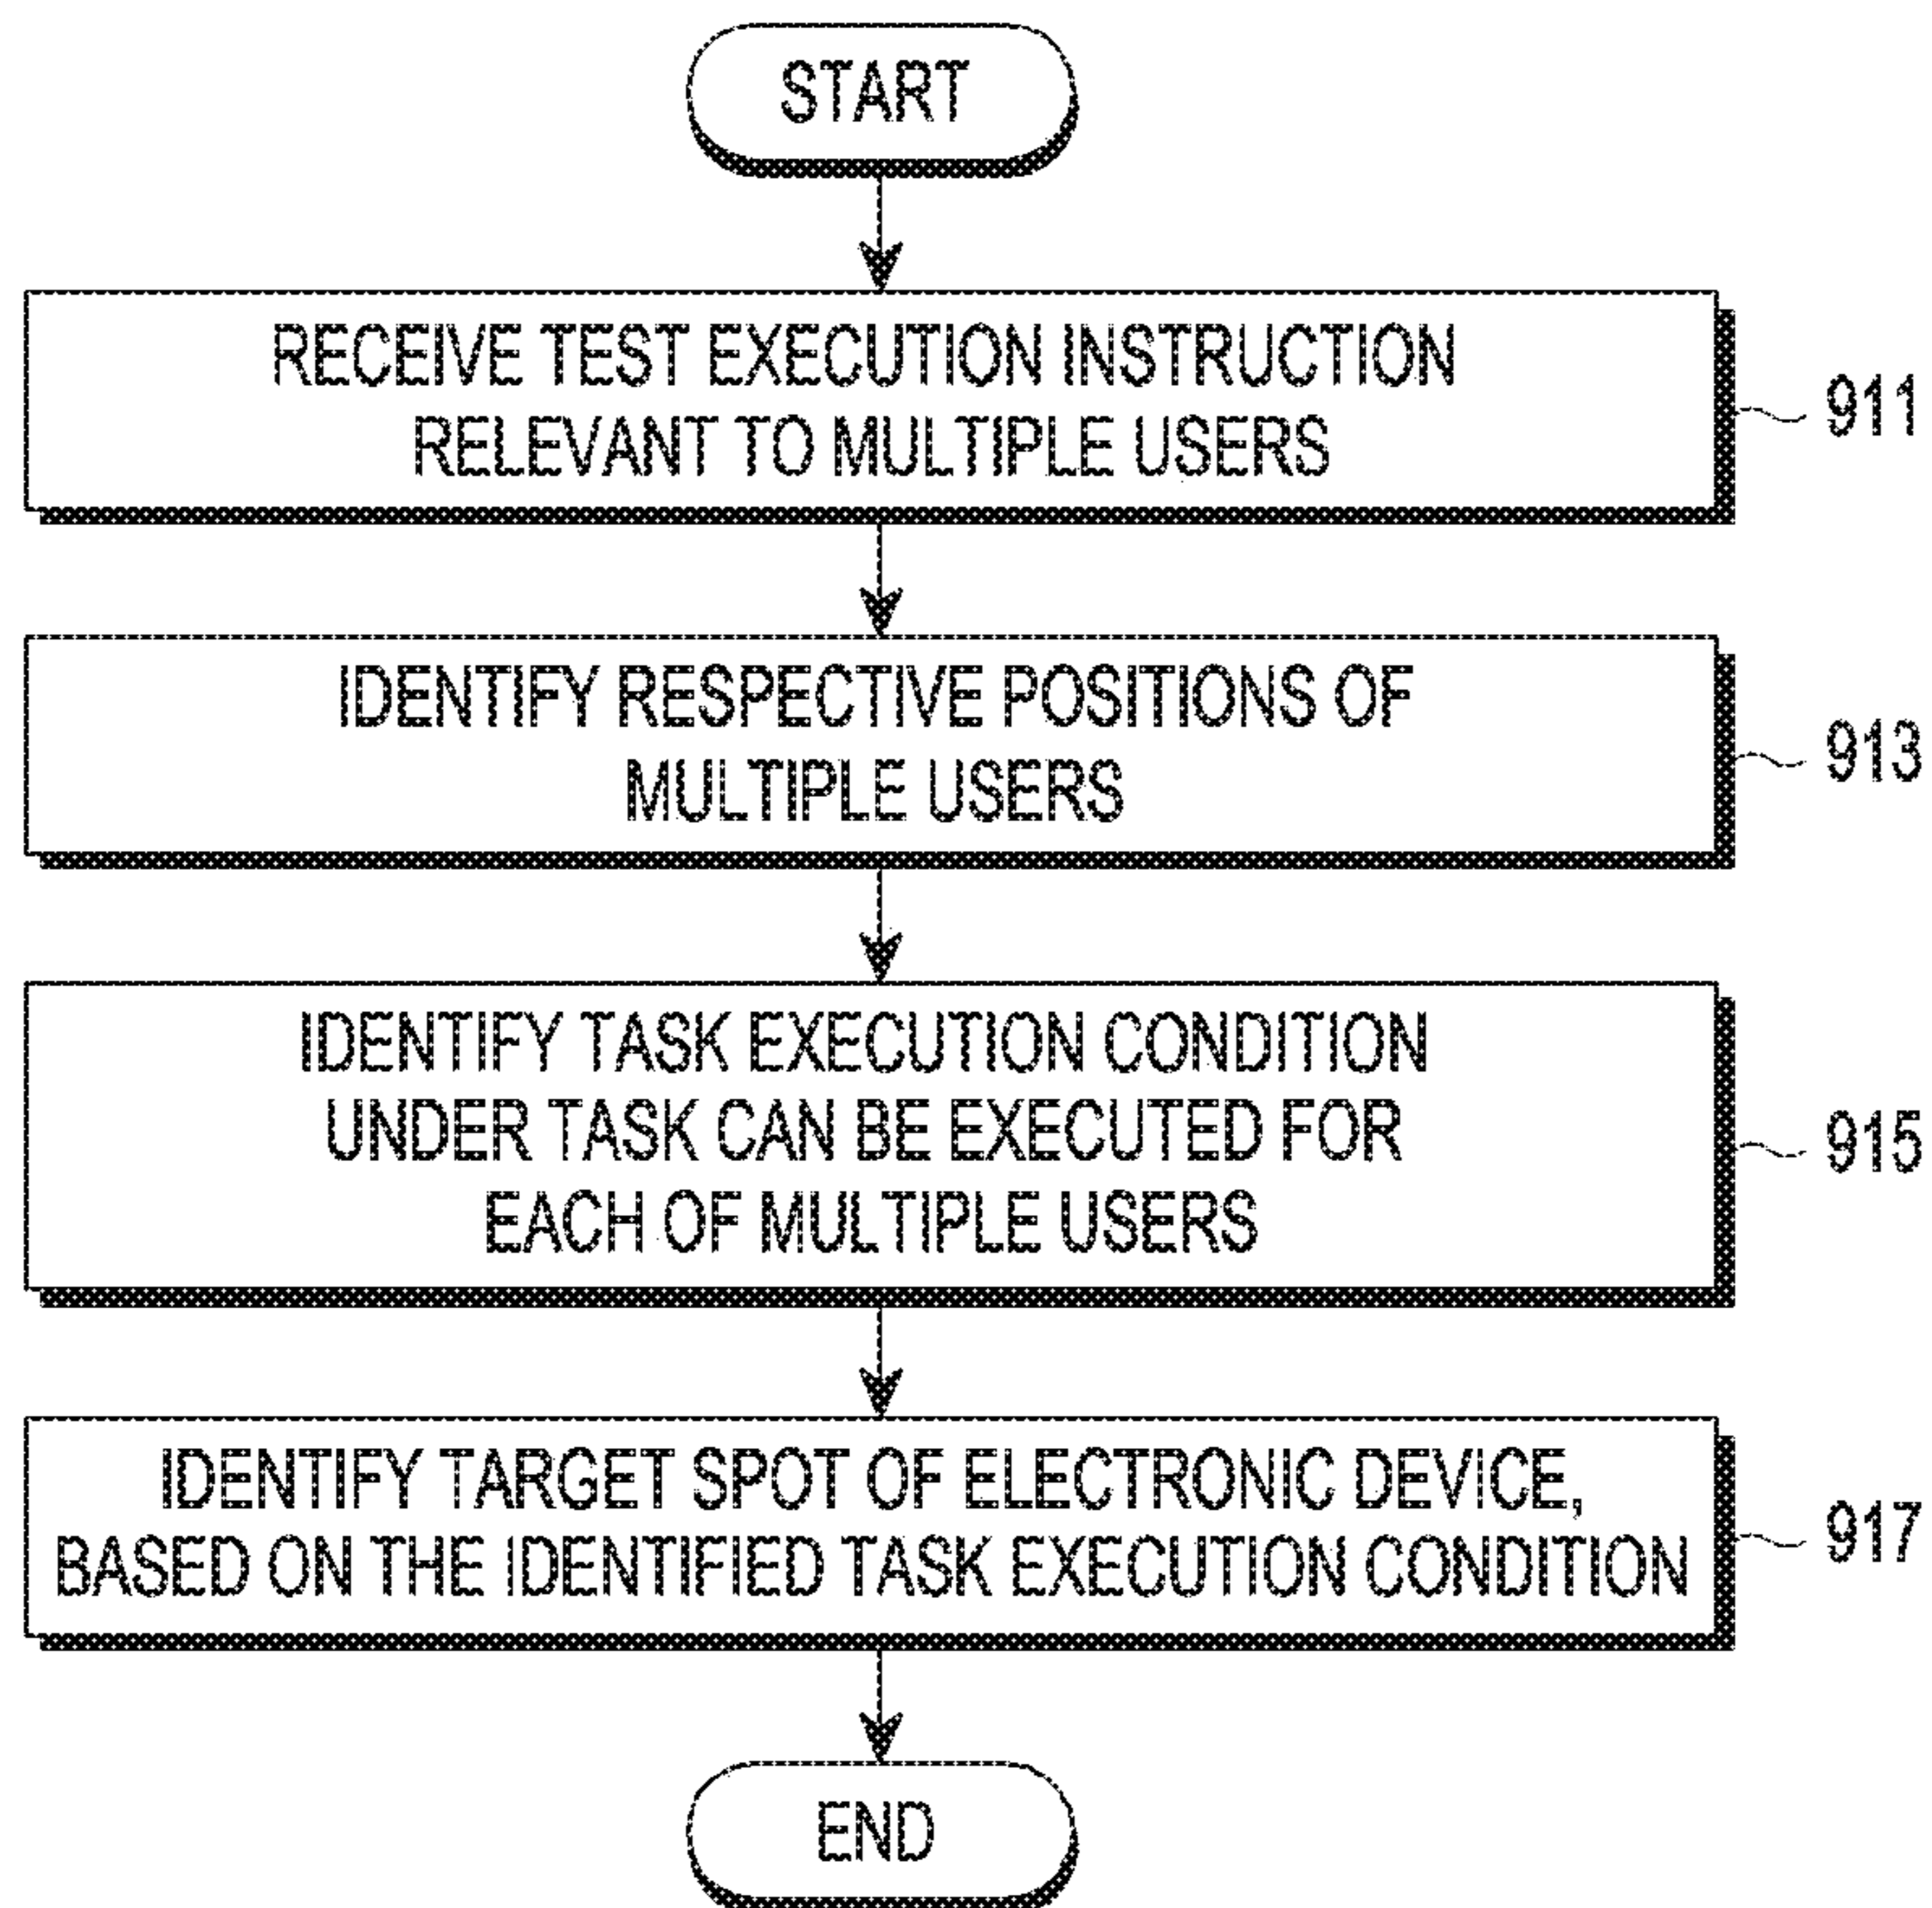 START
RECEIVE TEST EXECUTION INSTRUCTION
RELEVANT TO MULTIPLE USERS
911
IDENTIFY RESPECTIVE POSITIONS OF
MULTIPLE USERS
913
IDENTIFY TASK EXECUTION CONDITION
UNDER TASK CAN BE EXECUTED FOR
EACH OF MULTIPLE USERS
915
IDENTIFY TARGET SPOT OF ELECTRONIC DEVICE,
BASED ON THE IDENTIFIED TASK EXECUTION CONDITION
917
END